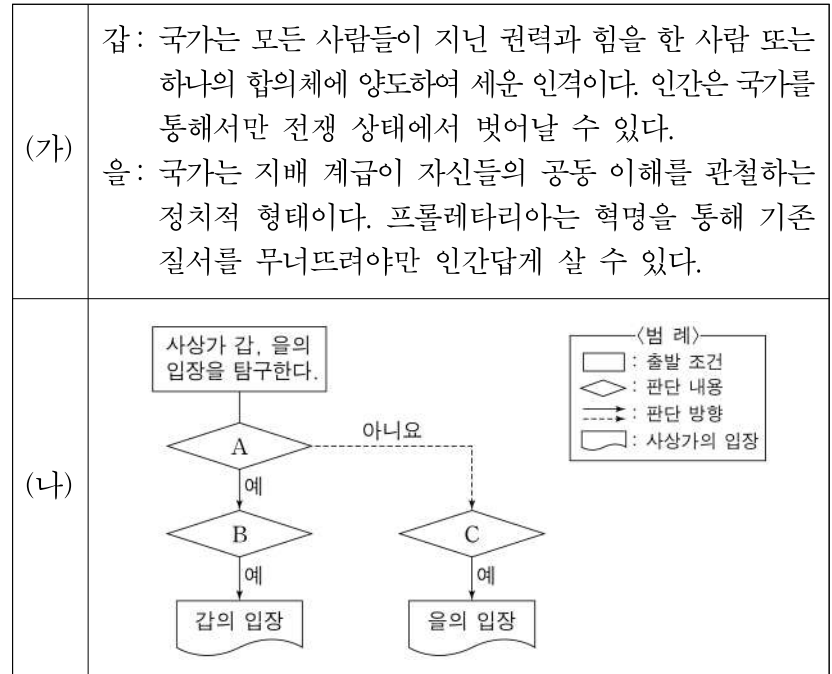 (가)
갑: 국가는 모든 사람들이 지닌 권력과 힘을 한 사람 또는
하나의 합의체에 양도하여 세운 인격이다. 인간은 국가를
통해서만 전쟁 상태에서 벗어날 수 있다.
을: 국가는 지배 계급이 자신들의 공동 이해를 관철하는
정치적 형태이다. 프롤레타리아는 혁명을 통해 기존
질서를 무너뜨려야만 인간답게 살 수 있다.
(나)
사상가 갑, 을의
입장을 탐구한다.
A
아니요
예
B
C
예
예
갑의 입장
을의 입장
<범 례>
: 출발 조건
: 판단 내용
: 판단 방향
: 사상가의 입장